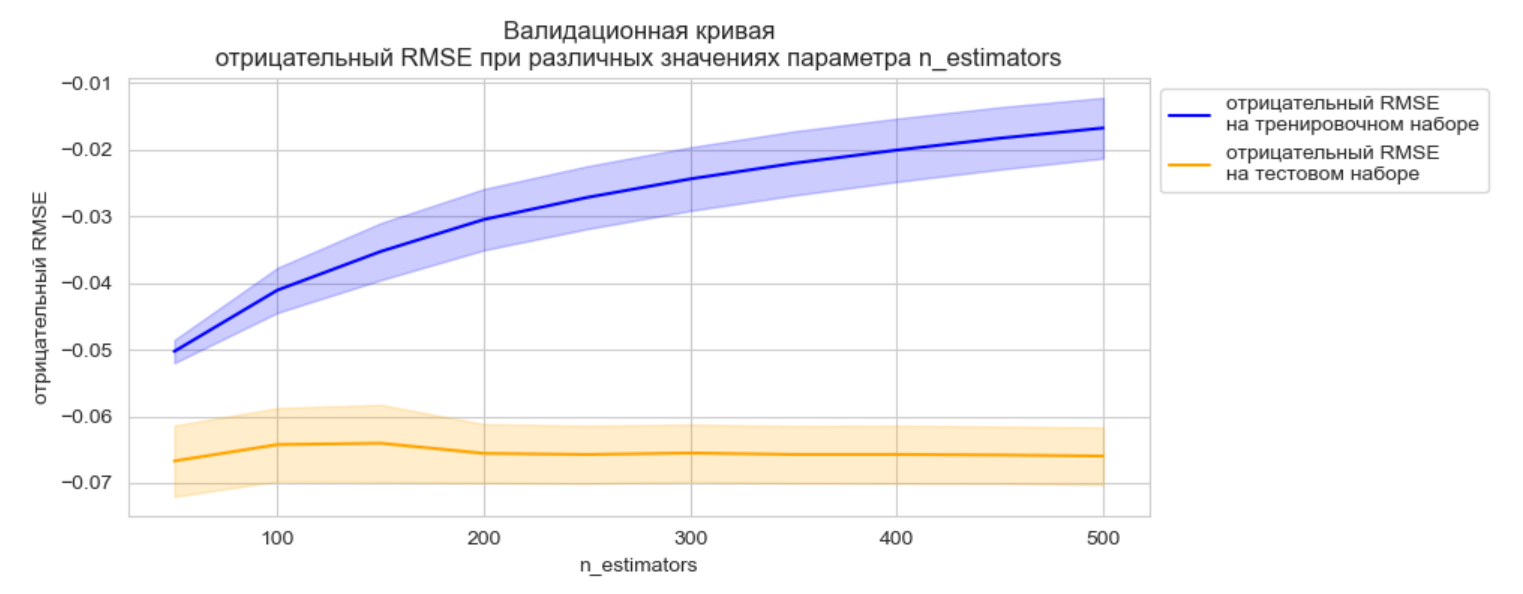 Валидационная кривая
отрицательный RMSE при различных значениях параметра n_estimators
−0.01
−0.02
−0.03
−0.04
−0.05
−0.06
−0.07
отрицательный RMSE
100
200
300
400
500
n_estimators
отрицательный RMSE
на тренировочном наборе
отрицательный RMSE
на тестовом наборе